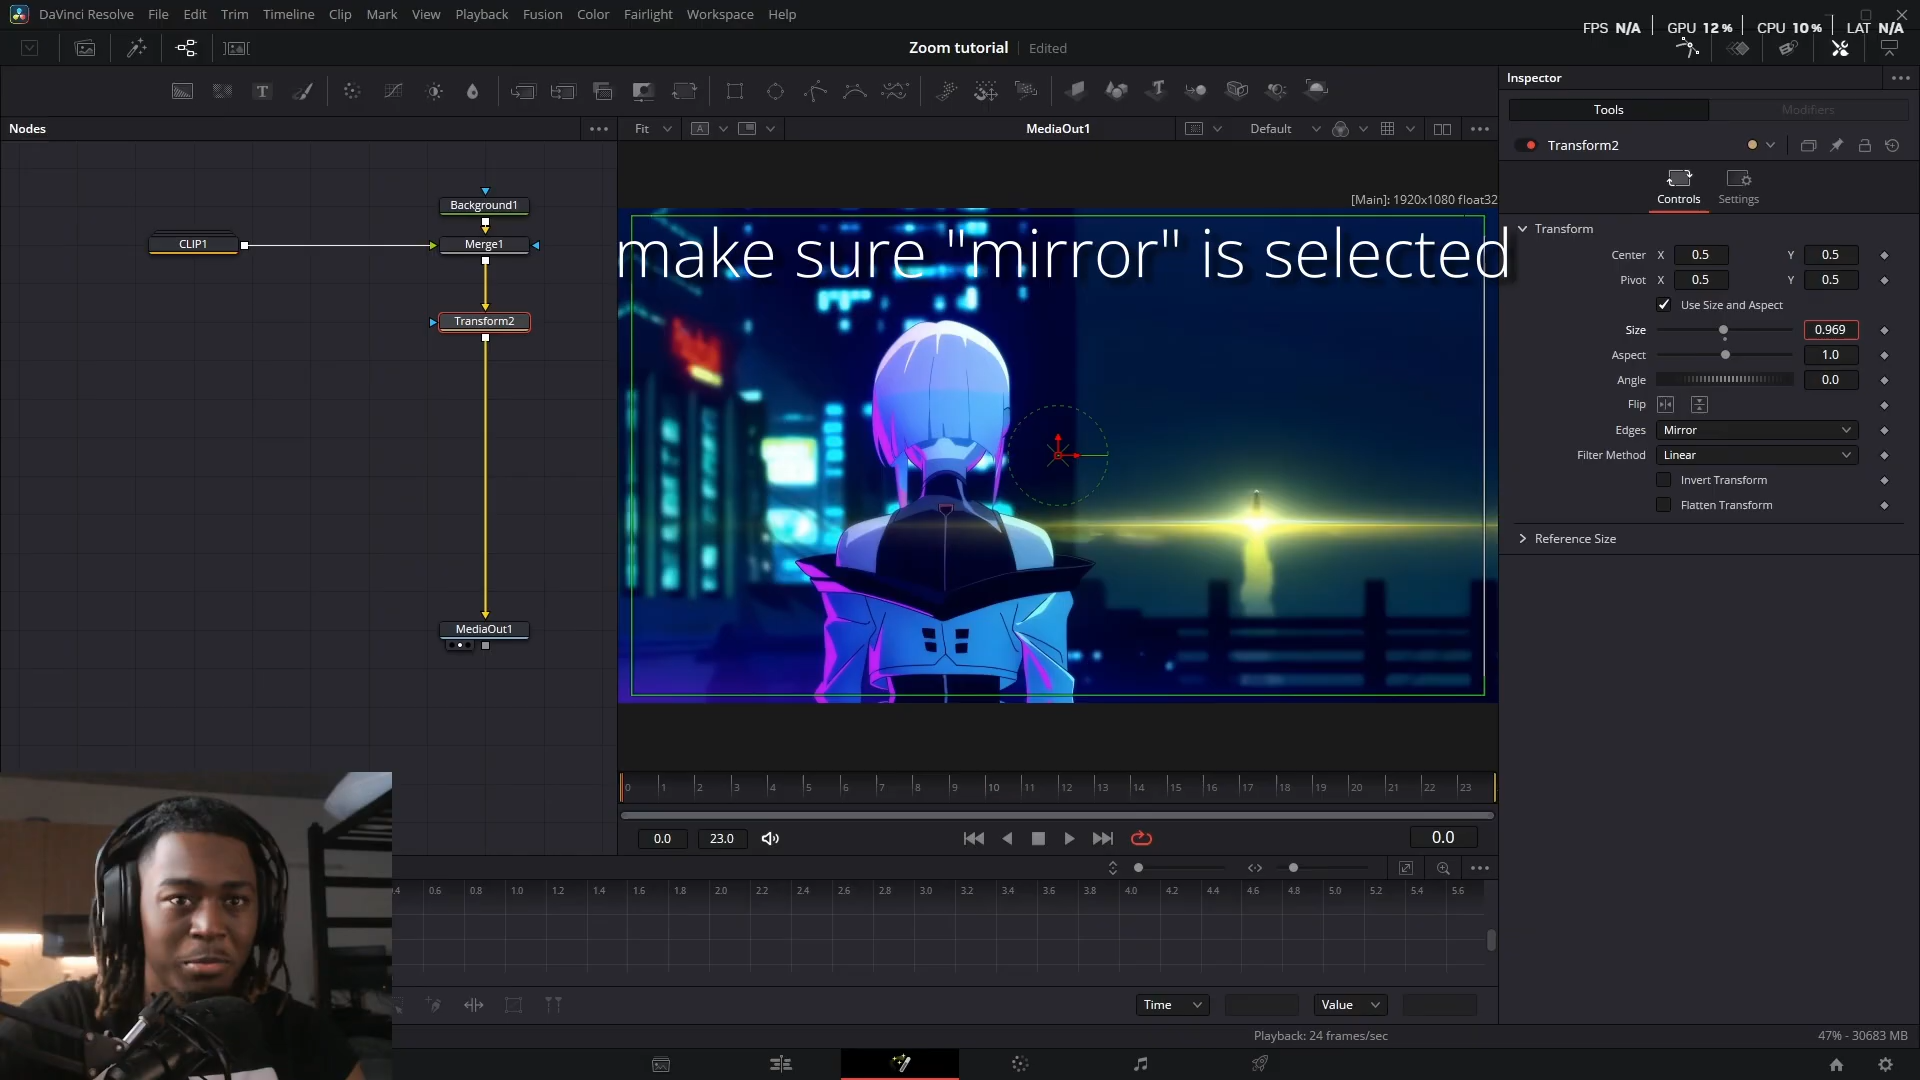 DaVinci Resolve File Edit Trim Timeline Clip Mark View Playback Fusion Color Fairlight Workspace Help
FPS N/A GPU 12 % CPU 10 % LAT N/A
Zoom tutorial Edited
Inspector
Tools Modifiers
Nodes
Fit A MediaOut1 Default
Transform2
Controls Settings
[Main]: 1920x1080 float32
make sure "mirror" is selected
Background1
CLIP1 Merge1
Transform2
MediaOut1
Transform
Center X 0.5 Y 0.5
Pivot X 0.5 Y 0.5
Use Size and Aspect
Size 0.969
Aspect 1.0
Angle 0.0
Flip
Edges Mirror
Filter Method Linear
Invert Transform
Flatten Transform
Reference Size
0 1 2 3 4 5 6 7 8 9 10 11 12 13 14 15 16 17 18 19 20 21 22 23
0.0 23.0 0.0
0.6 0.8 1.0 1.2 1.4 1.6 1.8 2.0 2.2 2.4 2.6 2.8 3.0 3.2 3.4 3.6 3.8 4.0 4.2 4.4 4.6 4.8 5.0 5.2 5.4 5.6
Time Value
Playback: 24 frames/sec 47% - 30683 MB